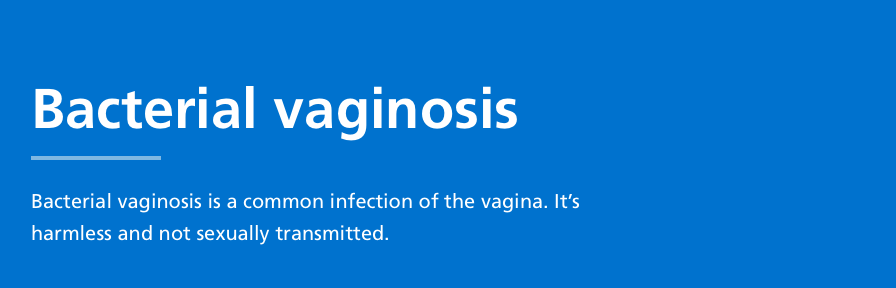 Bacterial vaginosis
Bacterial vaginosis is a common infection of the vagina. It’s
harmless and not sexually transmitted.